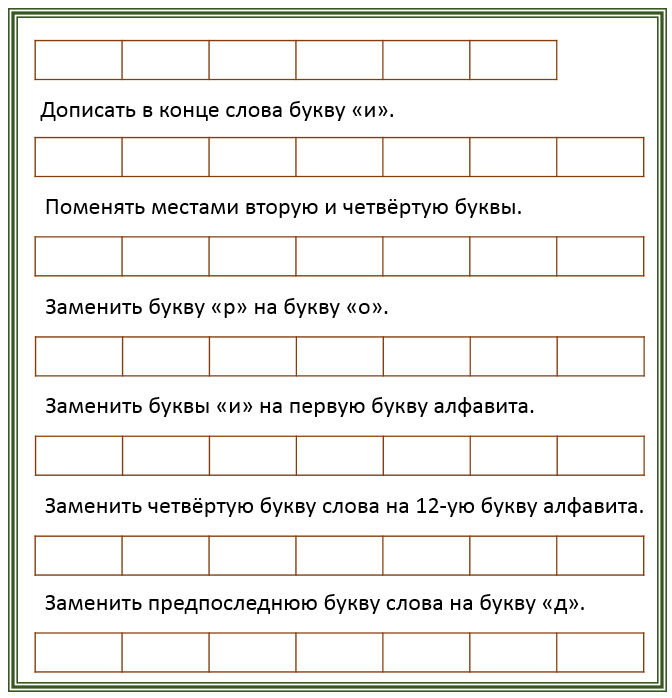 Дописать в конце слова букву «и».
Поменять местами вторую и четвёртую буквы.
Заменить букву «р» на букву «о».
Заменить буквы «и» на первую букву алфавита.
Заменить четвёртую букву слова на 12-ую букву алфавита.
Заменить предпоследнюю букву слова на букву «д».